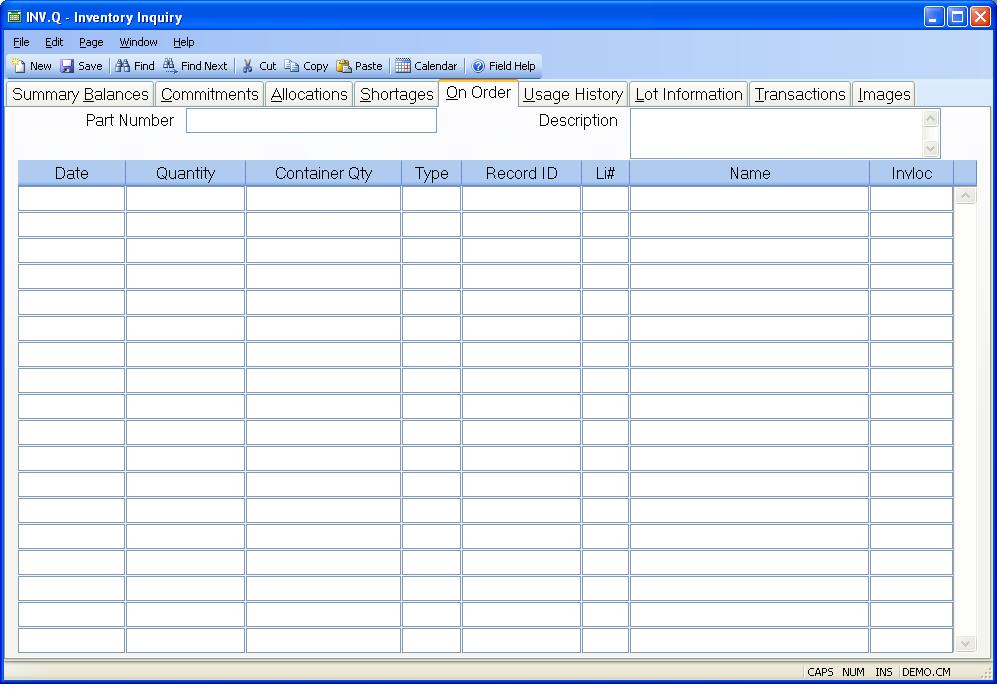 INV.Q - Inventory Inquiry
File Edit Page Window Help
New Save Find Find Next Cut Copy Paste Calendar Field Help
Summary Balances Commitments Allocations Shortages On Order Usage History Lot Information Transactions Images
Part Number Description
Date Quantity Container Qty Type Record ID Li# Name Invloc
CAPS NUM INS DEMO.CM